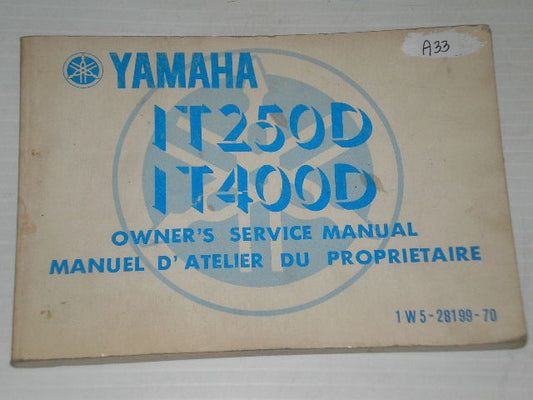 A33
YAMAHA
IT250D
IT400D
OWNER'S SERVICE MANUAL
MANUEL D'ATELIER DU PROPRIETAIRE
1W5-28199-70